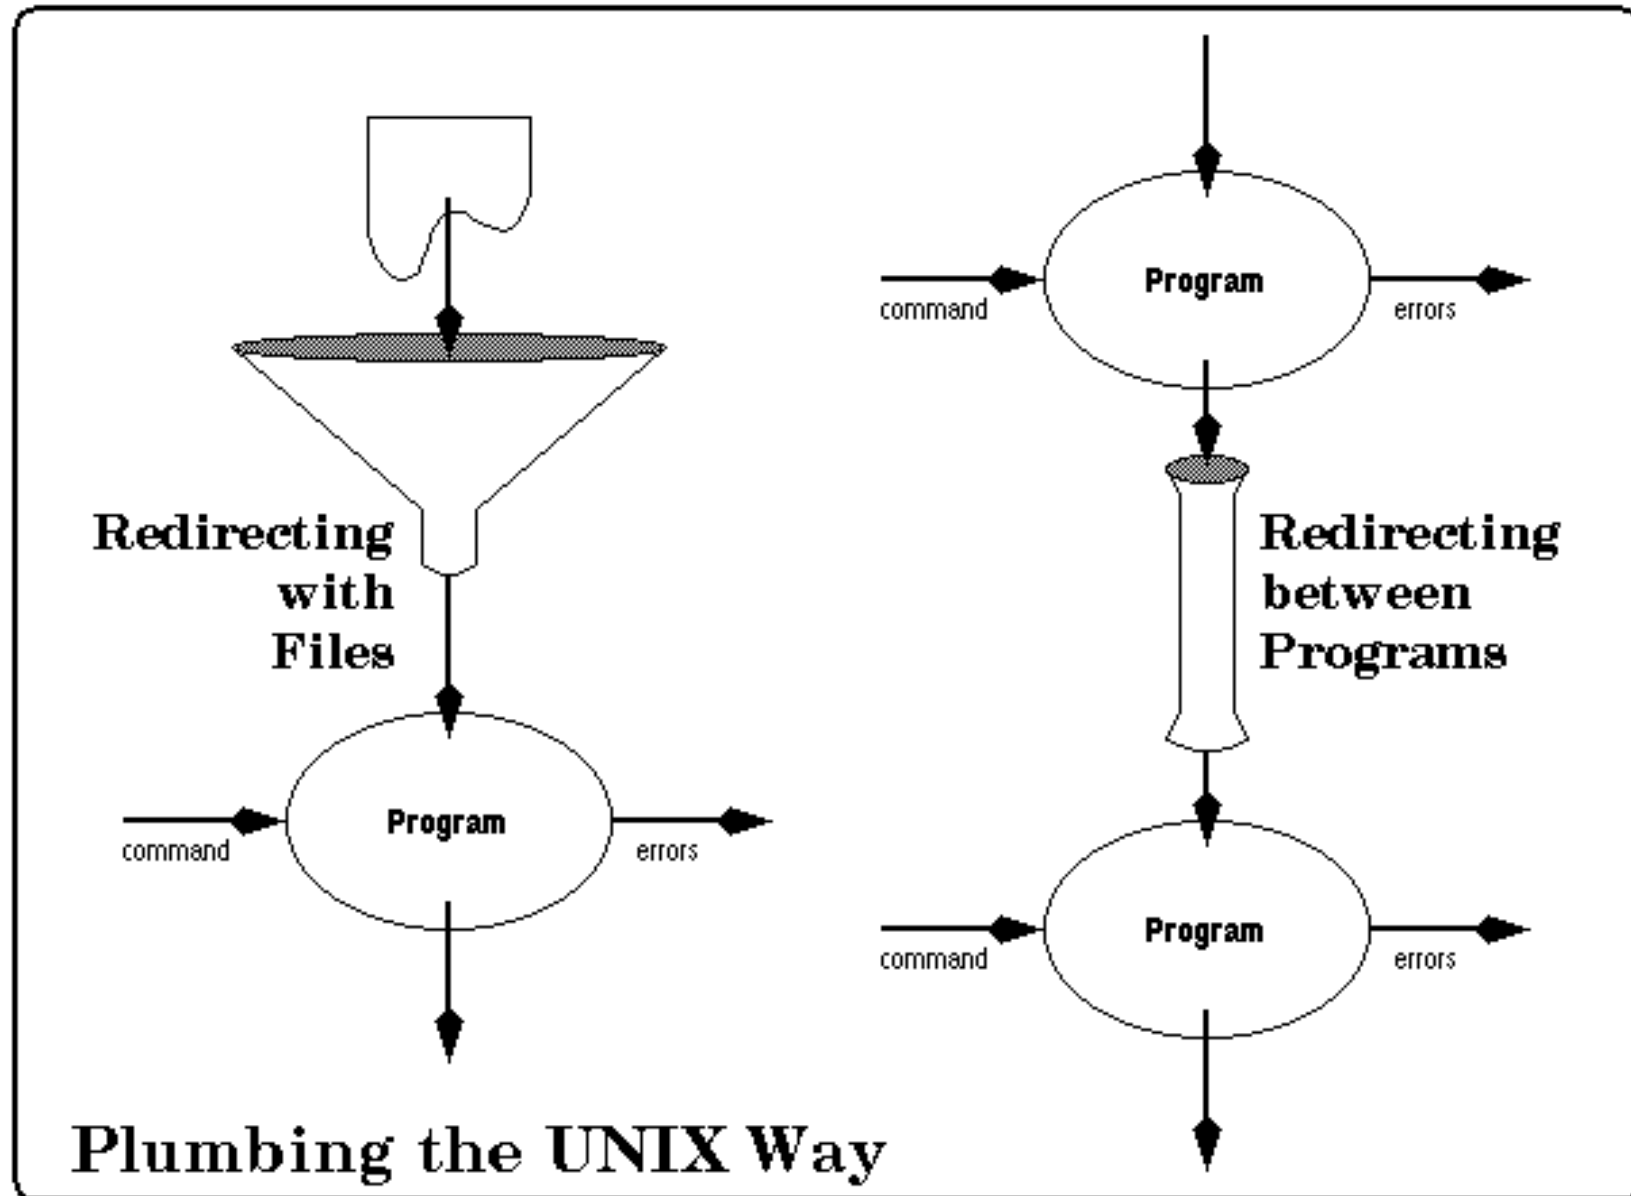 Redirecting
with
Files
Program
command
errors
Program
command
errors
Redirecting
between
Programs
Program
command
errors
Plumbing the UNIX Way